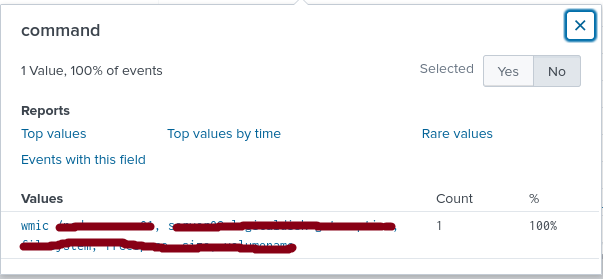 command
1 Value, 100% of events
Selected Yes No
Reports
Top values Top values by time Rare values
Events with this field
Values Count %
wmic 1 100%